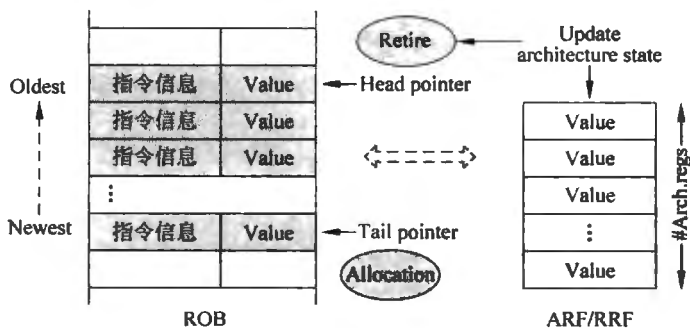 Retire
Update
architecture state
Oldest
指令信息 Value
Head pointer
指令信息 Value
指令信息 Value
⋮
Newest
指令信息 Value
Tail pointer
Allocation
ROB
Value
Value
Value
⋮
Value
#Arch.regs
ARF/RRF